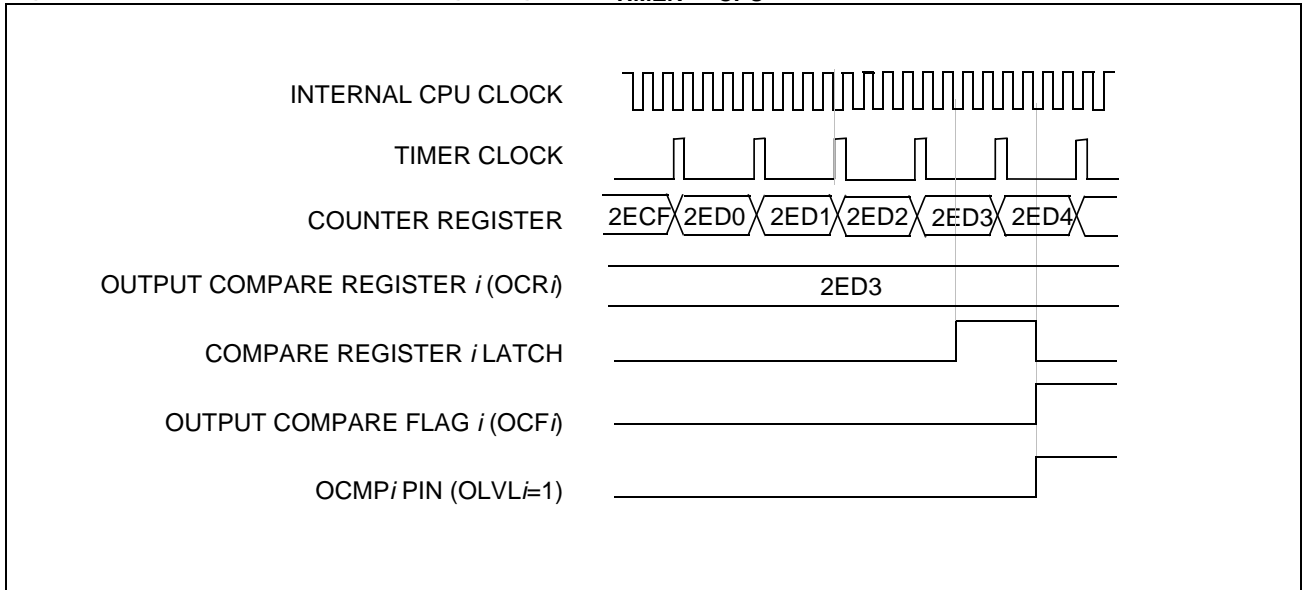 INTERNAL CPU CLOCK
TIMER CLOCK
COUNTER REGISTER 2ECF 2ED0 2ED1 2ED2 2ED3 2ED4
OUTPUT COMPARE REGISTER i (OCRi) 2ED3
COMPARE REGISTER i LATCH
OUTPUT COMPARE FLAG i (OCFi)
OCMPi PIN (OLVLi=1)